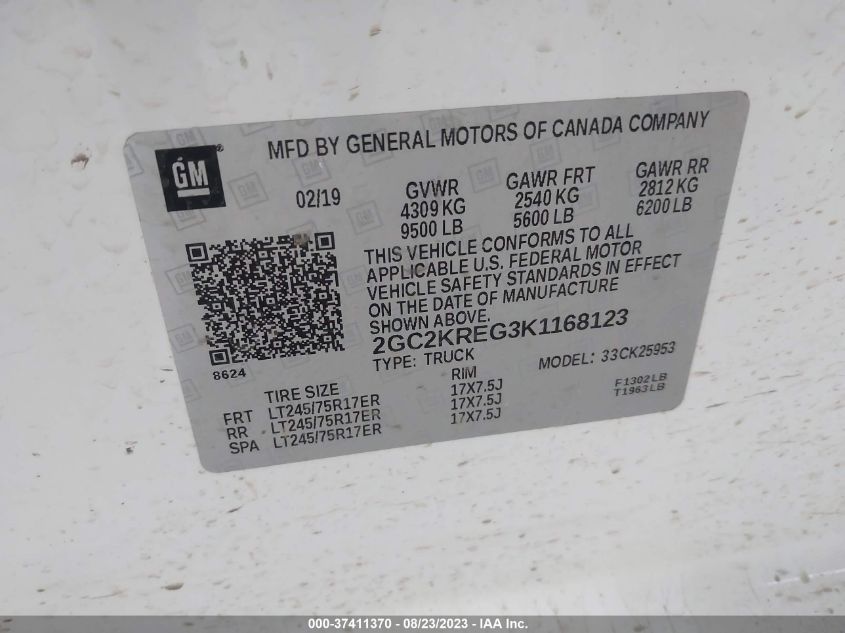 GM
MFD BY GENERAL MOTORS OF CANADA COMPANY
02/19
GVWR
4309 KG
9500 LB
GAWR FRT
2540 KG
5600 LB
GAWR RR
2812 KG
6200 LB
THIS VEHICLE CONFORMS TO ALL
APPLICABLE U.S. FEDERAL MOTOR
VEHICLE SAFETY STANDARDS IN EFFECT
ON THE DATE OF MANUFACTURE
SHOWN ABOVE.
2GC2KREG3K1168123
TYPE: TRUCK
MODEL: 33CK25953
8624
TIRE SIZE RIM
FRT LT245/75R17ER 17X7.5J
RR LT245/75R17ER 17X7.5J
SPA LT245/75R17ER 17X7.5J
F1302LB
T1963LB
000-37411370 - 08/23/2023 - IAA Inc.